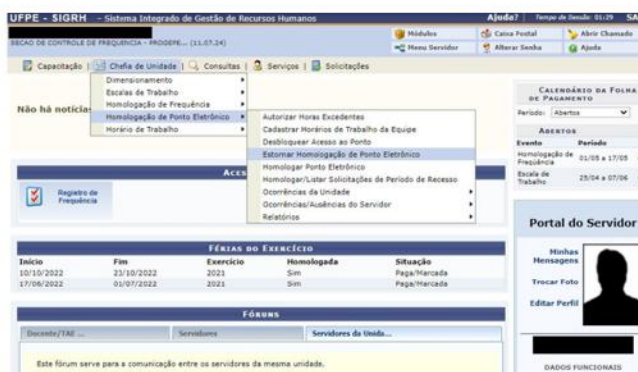 UFPE - SIGRH - Sistema Integrado de Gestão de Recursos Humanos
Ajuda? Tempo de Sessão: 01:29 SA
SECAO DE CONTROLE DE FREQUENCIA - PROGEPE... (11.07.24)
Módulos Caixa Postal Abrir Chamado
Menu Servidor Alterar Senha Ajuda
Capacitação Chefia de Unidade Consultas Serviços Solicitações
Dimensionamento
Escalas de Trabalho
Homologação de Frequência
Homologação de Ponto Eletrônico
Horário de Trabalho
Não há notícia
Autorizar Horas Excedentes
Cadastrar Horários de Trabalho da Equipe
Desbloquear Acesso ao Ponto
Estornar Homologação de Ponto Eletrônico
Homologar Ponto Eletrônico
Homologar/Listar Solicitações de Período de Recesso
Ocorrências da Unidade
Ocorrências/Ausências do Servidor
Relatórios
Calendário da Folha
de Pagamento
Período: Abertos
Abertos
Evento Período
Homologação de Frequência 01/05 a 17/05
Escala de Trabalho 25/04 a 07/06
Aces
Registro de
Frequência
Férias do Exercício
Início Fim Exercício Homologada Situação
10/10/2022 23/10/2022 2021 Sim Paga/Marcada
17/06/2022 01/07/2022 2021 Sim Paga/Marcada
Fóruns
Docente/TAE ... Servidores Servidores da Unida...
Este fórum serve para a comunicação entre os servidores da mesma unidade.
Portal do Servidor
Minhas
Mensagens
Trocar Foto
Editar Perfil
DADOS FUNCIONAIS